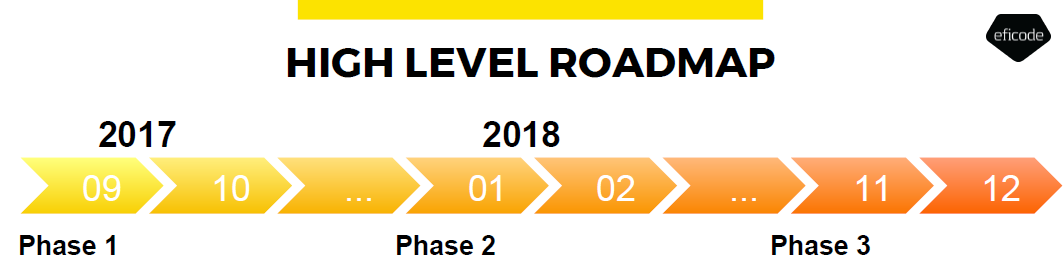 eficode
HIGH LEVEL ROADMAP
2017 2018
09 10 ... 01 02 ... 11 12
Phase 1 Phase 2 Phase 3